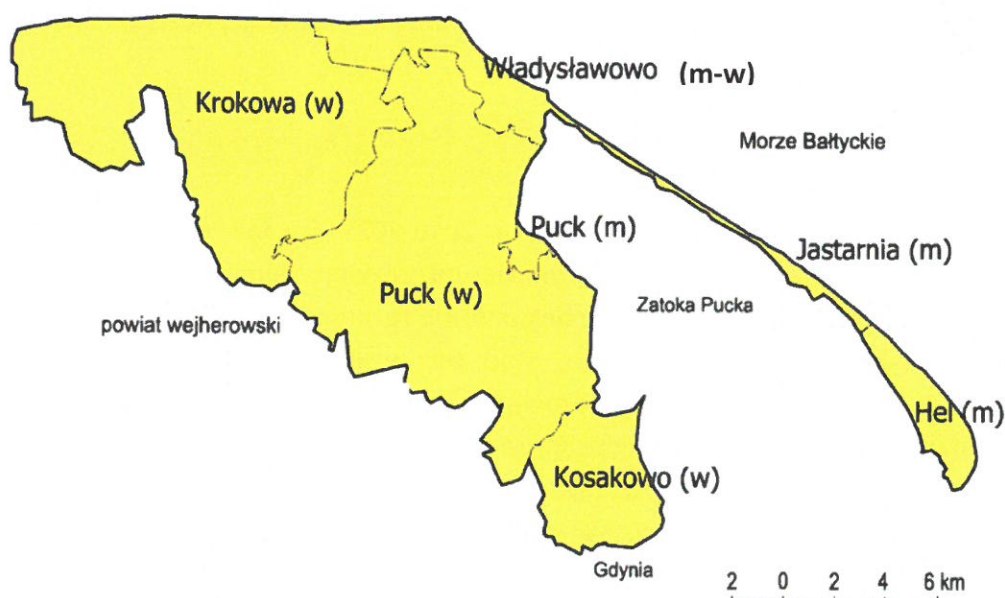 Władysławowo (m-w)
Krokowa (w)
Morze Bałtyckie
Puck (m)
Jastarnia (m)
Puck (w)
Zatoka Pucka
powiat wejherowski
Hel (m)
Kosakowo (w)
Gdynia
2 0 2 4 6 km